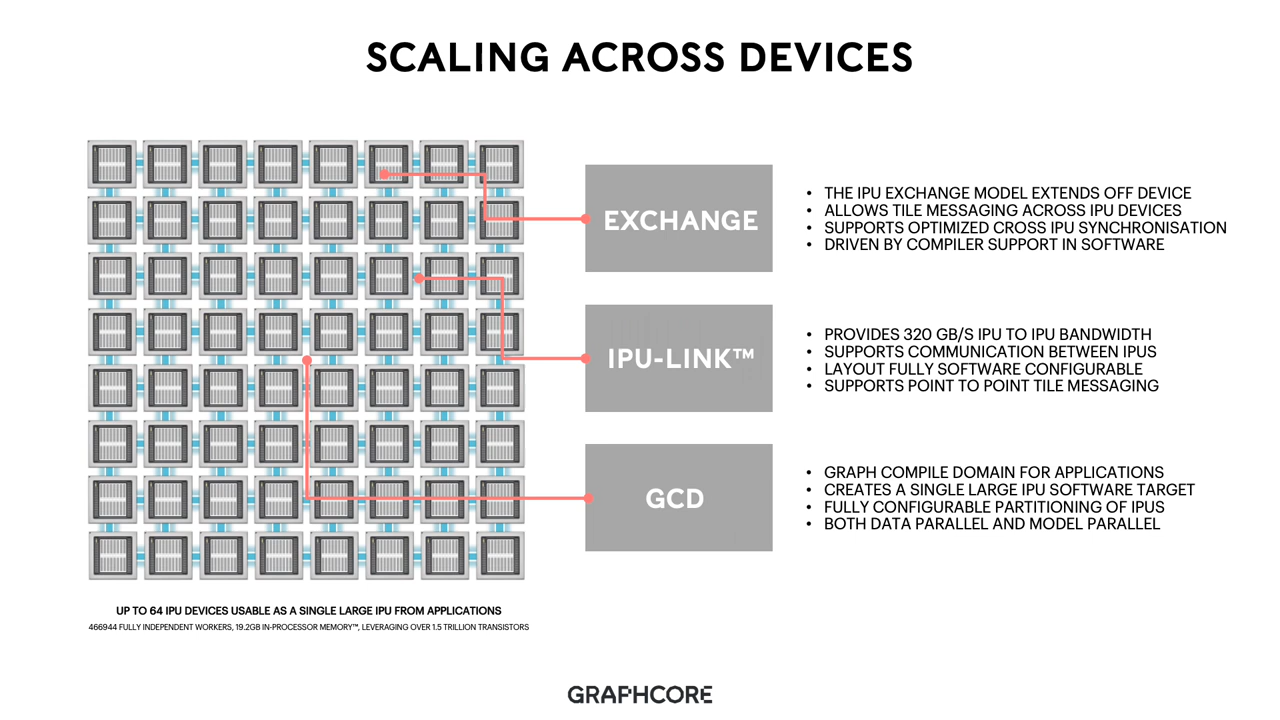 SCALING ACROSS DEVICES
EXCHANGE
• THE IPU EXCHANGE MODEL EXTENDS OFF DEVICE
• ALLOWS TILE MESSAGING ACROSS IPU DEVICES
• SUPPORTS OPTIMIZED CROSS IPU SYNCHRONISATION
• DRIVEN BY COMPILER SUPPORT IN SOFTWARE
IPU-LINK™
• PROVIDES 320 GB/S IPU TO IPU BANDWIDTH
• SUPPORTS COMMUNICATION BETWEEN IPUS
• LAYOUT FULLY SOFTWARE CONFIGURABLE
• SUPPORTS POINT TO POINT TILE MESSAGING
GCD
• GRAPH COMPILE DOMAIN FOR APPLICATIONS
• CREATES A SINGLE LARGE IPU SOFTWARE TARGET
• FULLY CONFIGURABLE PARTITIONING OF IPUS
• BOTH DATA PARALLEL AND MODEL PARALLEL
UP TO 64 IPU DEVICES USABLE AS A SINGLE LARGE IPU FROM APPLICATIONS
466944 FULLY INDEPENDENT WORKERS, 19.2GB IN-PROCESSOR MEMORY™, LEVERAGING OVER 1.5 TRILLION TRANSISTORS
GRAPHCORE